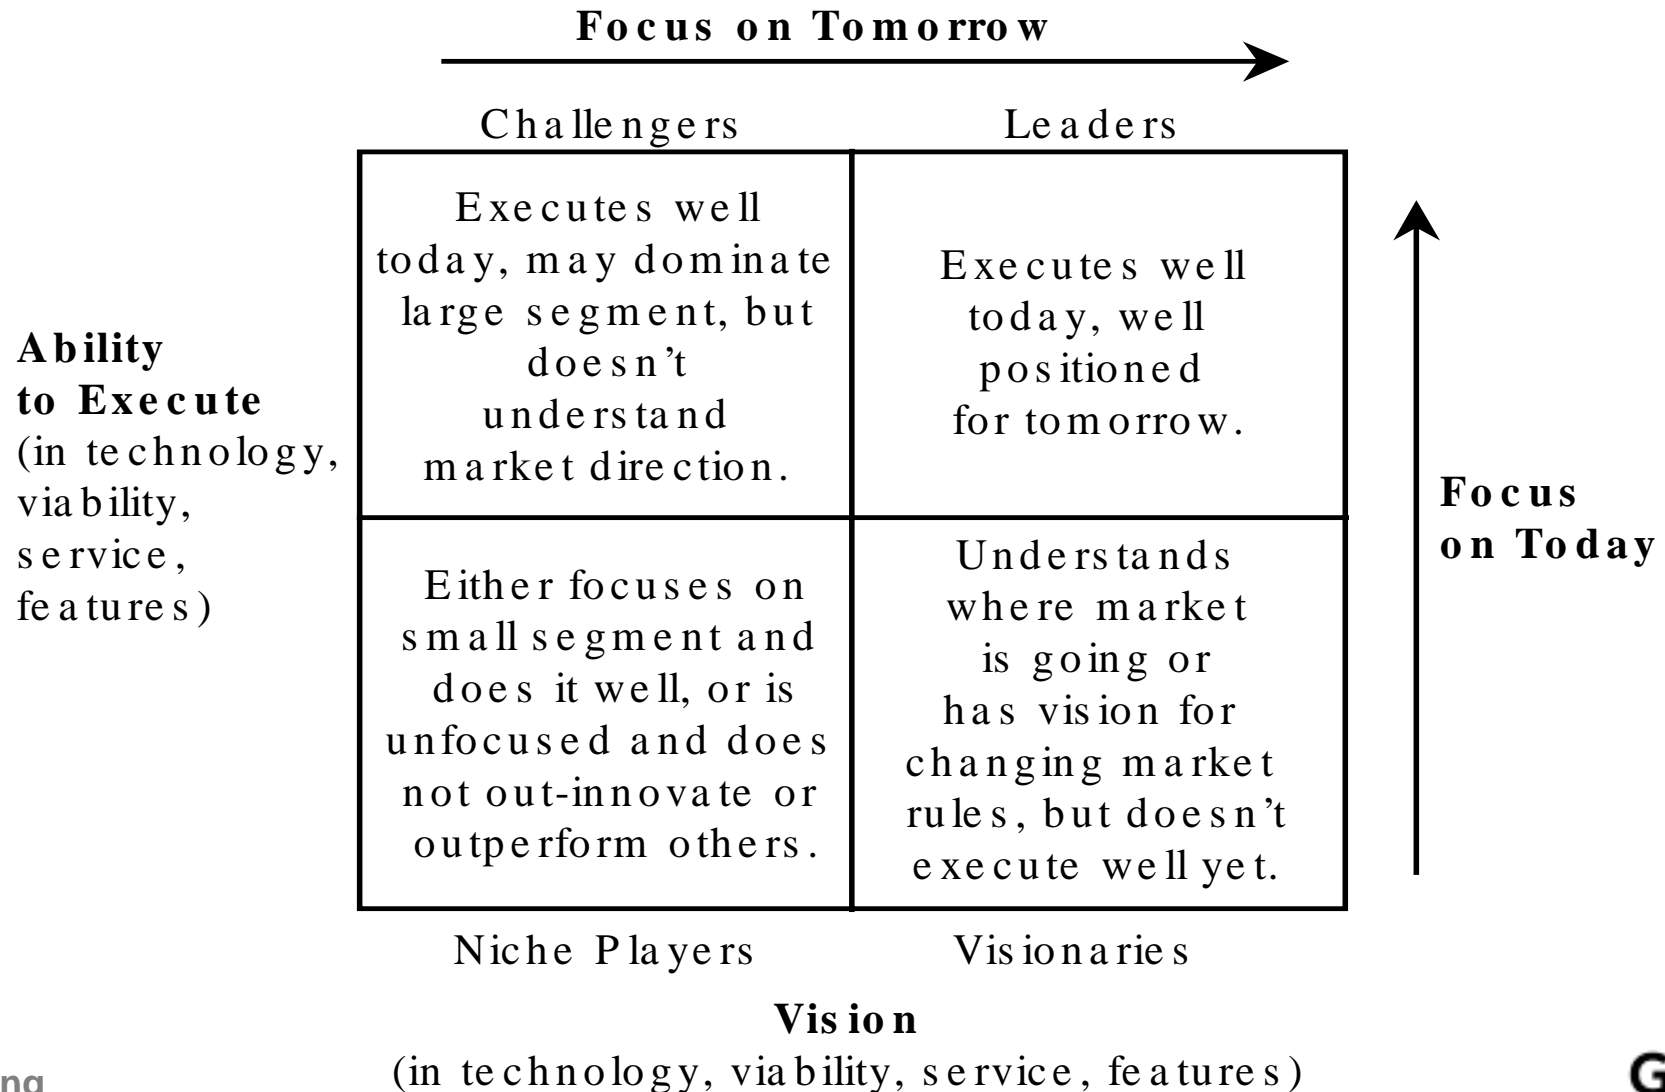 Focus on Tomorrow
Challengers
Leaders
Ability
to Execute
(in technology,
viability,
service,
features)
Executes well
today, may dominate
large segment, but
doesn’t
understand
market direction.
Executes well
today, well
positioned
for tomorrow.
Focus
on Today
Either focuses on
small segment and
does it well, or is
unfocused and does
not out-innovate or
outperform others.
Understands
where market
is going or
has vision for
changing market
rules, but doesn’t
execute well yet.
Niche Players
Visionaries
Vision
(in technology, viability, service, features)